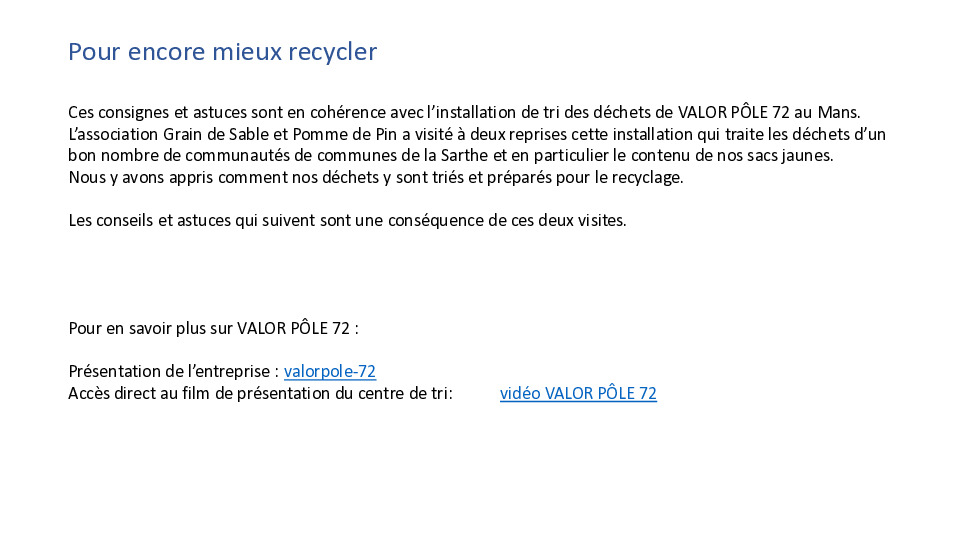 Pour encore mieux recycler
Ces consignes et astuces sont en cohérence avec l’installation de tri des déchets de VALOR PÔLE 72 au Mans.
L’association Grain de Sable et Pomme de Pin a visité à deux reprises cette installation qui traite les déchets d’un
bon nombre de communautés de communes de la Sarthe et en particulier le contenu de nos sacs jaunes.
Nous y avons appris comment nos déchets y sont triés et préparés pour le recyclage.
Les conseils et astuces qui suivent sont une conséquence de ces deux visites.
Pour en savoir plus sur VALOR PÔLE 72 :
Présentation de l’entreprise : valorpole-72
Accès direct au film de présentation du centre de tri: vidéo VALOR PÔLE 72